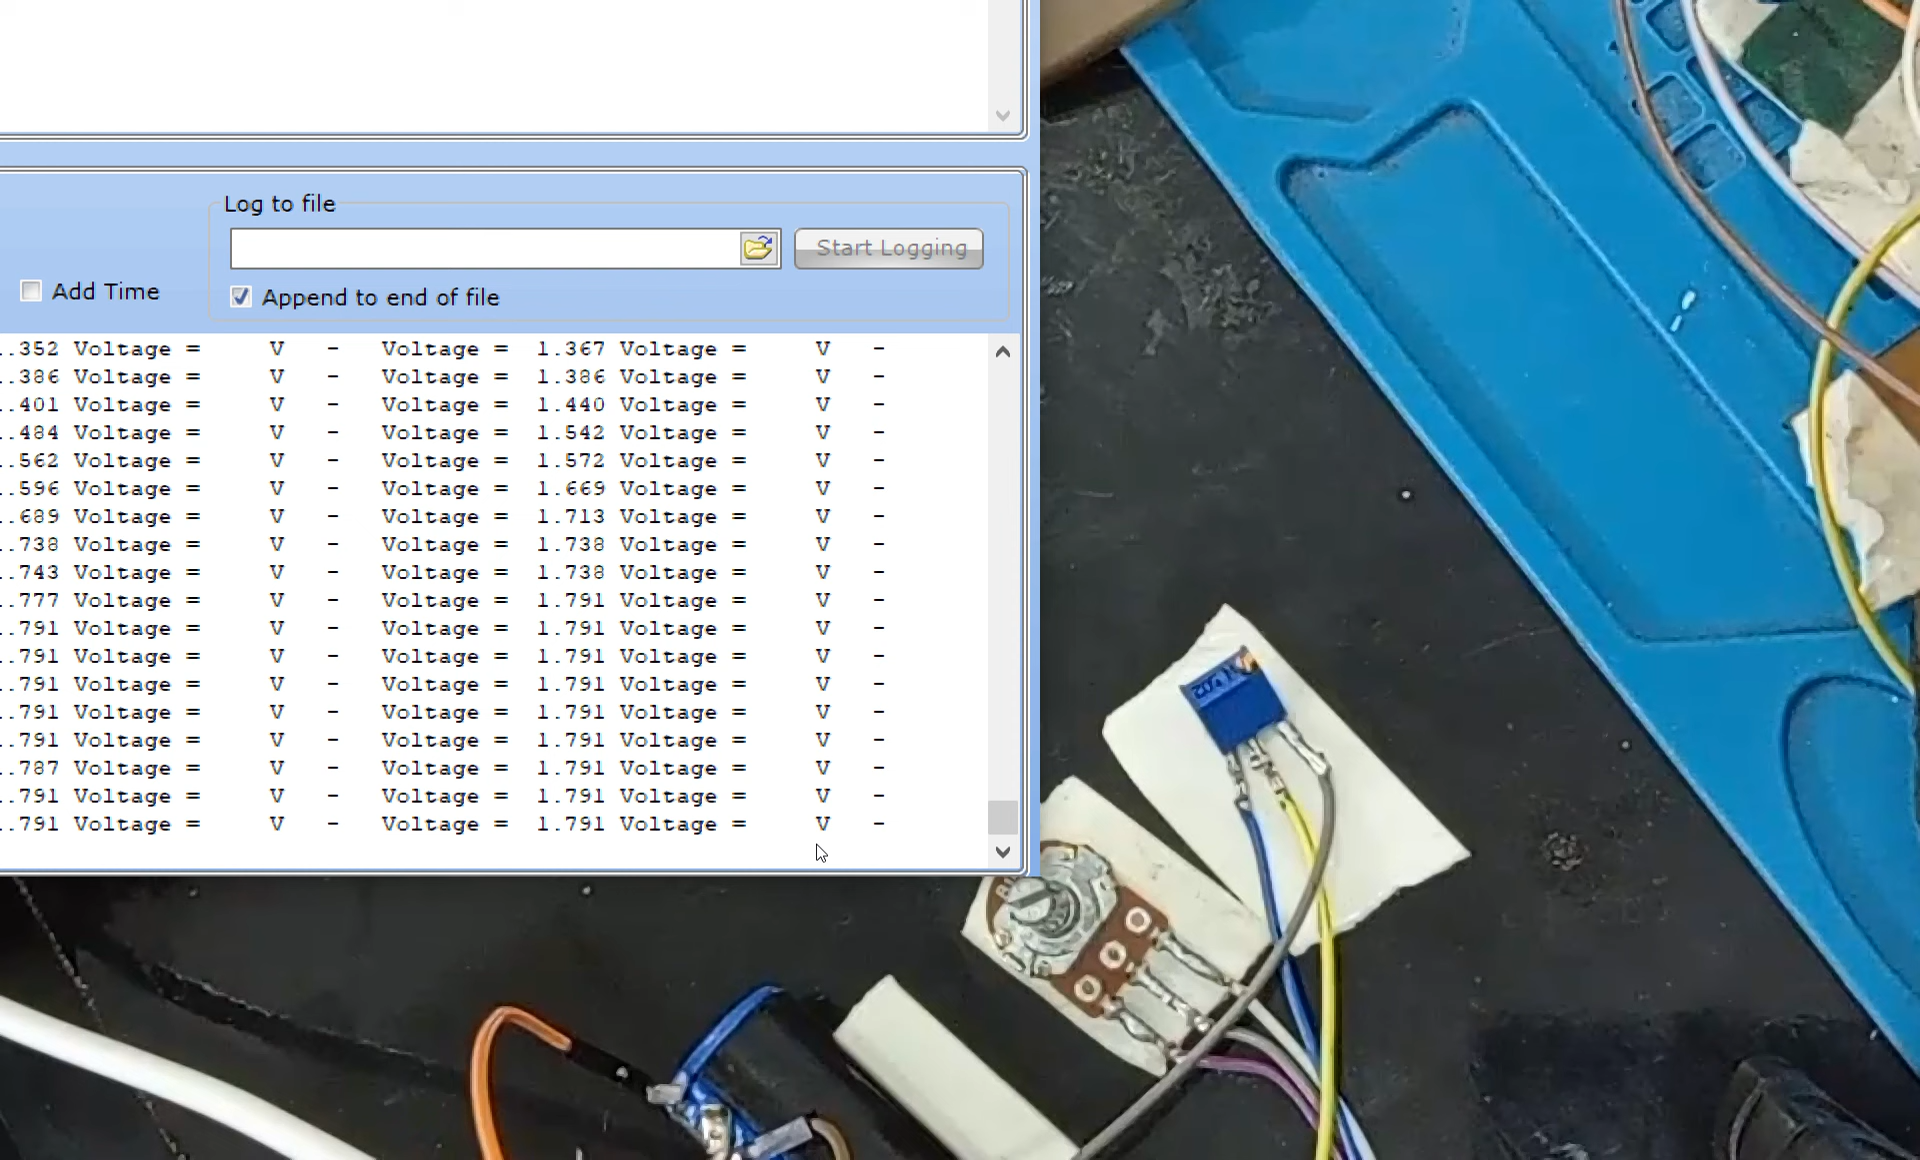 Log to file
Start Logging
Add Time
Append to end of file
.352 Voltage = V - Voltage = 1.367 Voltage = V -
.386 Voltage = V - Voltage = 1.386 Voltage = V -
.401 Voltage = V - Voltage = 1.440 Voltage = V -
.484 Voltage = V - Voltage = 1.542 Voltage = V -
.562 Voltage = V - Voltage = 1.572 Voltage = V -
.596 Voltage = V - Voltage = 1.669 Voltage = V -
.689 Voltage = V - Voltage = 1.713 Voltage = V -
.738 Voltage = V - Voltage = 1.738 Voltage = V -
.743 Voltage = V - Voltage = 1.738 Voltage = V -
.777 Voltage = V - Voltage = 1.791 Voltage = V -
.791 Voltage = V - Voltage = 1.791 Voltage = V -
.791 Voltage = V - Voltage = 1.791 Voltage = V -
.791 Voltage = V - Voltage = 1.791 Voltage = V -
.791 Voltage = V - Voltage = 1.791 Voltage = V -
.791 Voltage = V - Voltage = 1.791 Voltage = V -
.787 Voltage = V - Voltage = 1.791 Voltage = V -
.791 Voltage = V - Voltage = 1.791 Voltage = V -
.791 Voltage = V - Voltage = 1.791 Voltage = V -